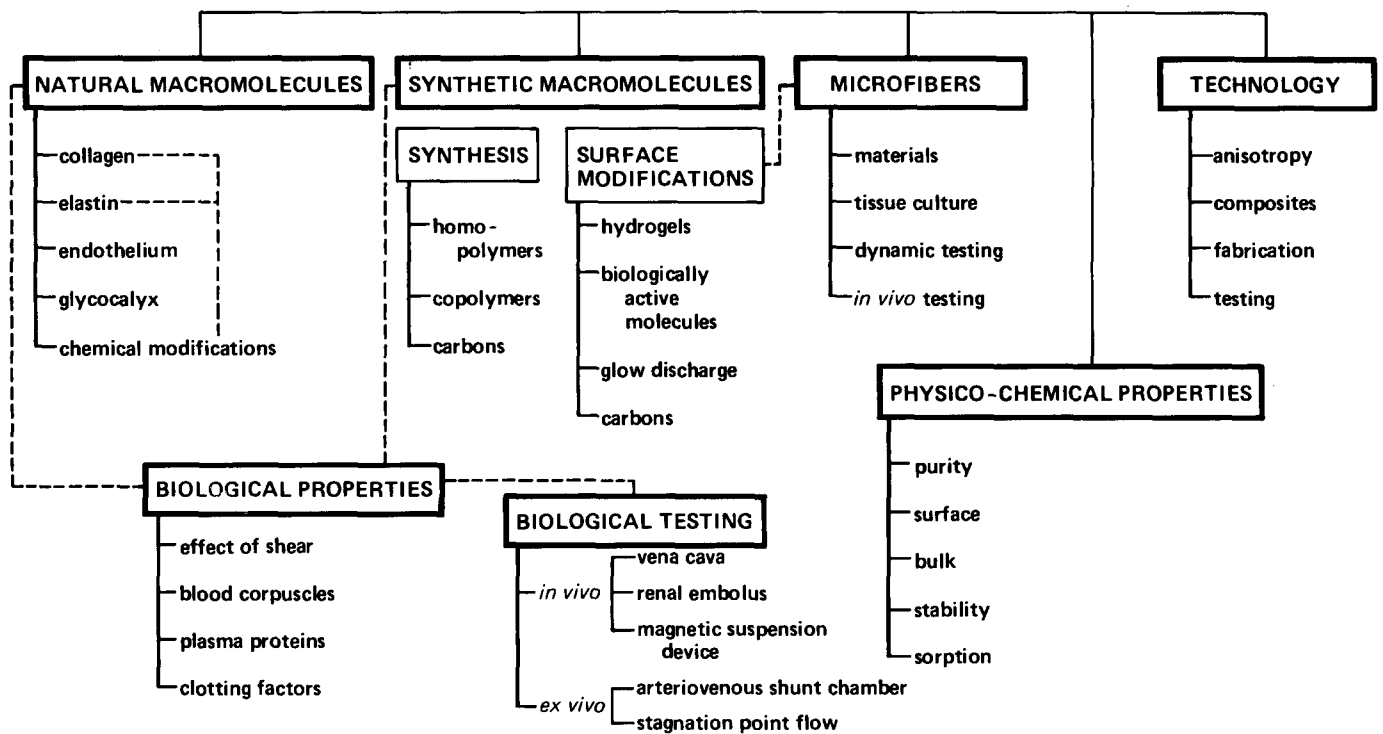 NATURAL MACROMOLECULES
collagen
elastin
endothelium
glycocalyx
chemical modifications
SYNTHETIC MACROMOLECULES
SYNTHESIS
homo-
polymers
copolymers
carbons
SURFACE
MODIFICATIONS
hydrogels
biologically
active
molecules
glow discharge
carbons
MICROFIBERS
materials
tissue culture
dynamic testing
in vivo testing
TECHNOLOGY
anisotropy
composites
fabrication
testing
PHYSICO-CHEMICAL PROPERTIES
purity
surface
bulk
stability
sorption
BIOLOGICAL PROPERTIES
effect of shear
blood corpuscles
plasma proteins
clotting factors
BIOLOGICAL TESTING
in vivo
vena cava
renal embolus
magnetic suspension
device
ex vivo
arteriovenous shunt chamber
stagnation point flow